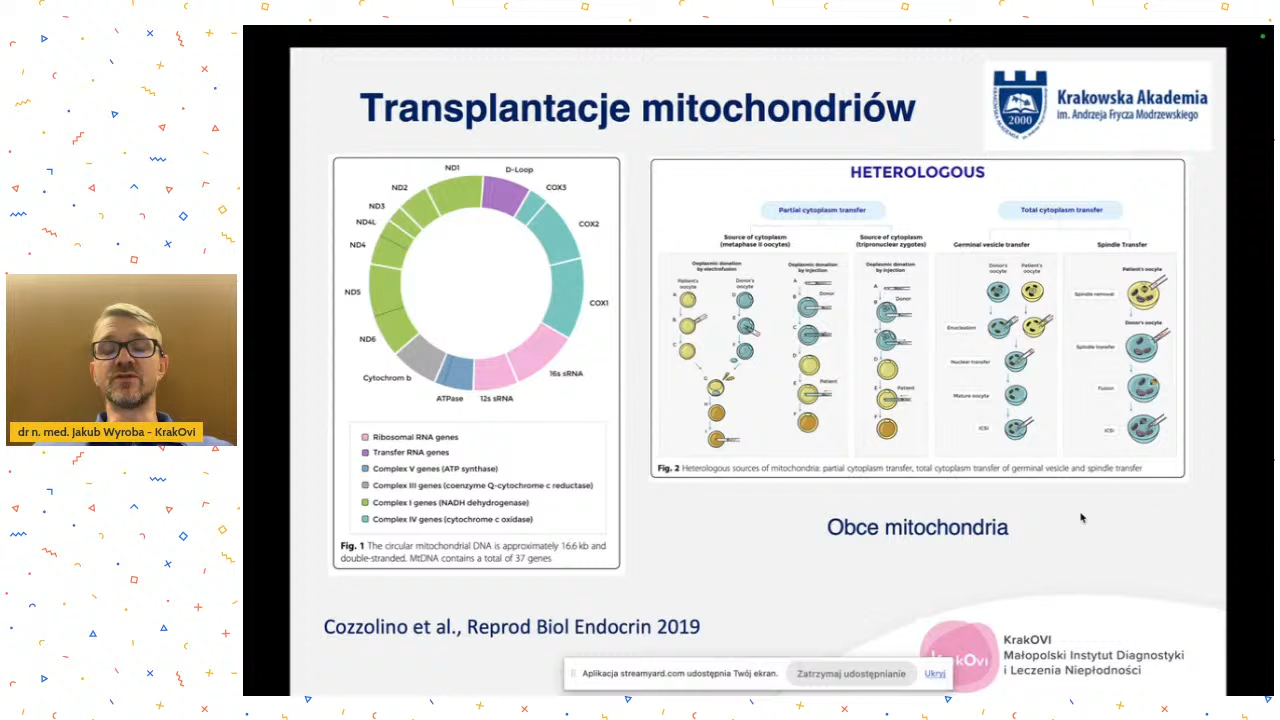 Transplantacje mitochondriów
Krakowska Akademia
im. Andrzeja Frycza Modrzewskiego
2000
ND1
D-Loop
ND2
COX3
ND3
COX2
ND4L
ND4
ND5
COX1
ND6
Cytochrom b
16s sRNA
ATPase
12s sRNA
Ribosomal RNA genes
Transfer RNA genes
Complex V genes (ATP synthase)
Complex III genes (coenzyme Q-cytochrome c reductase)
Complex I genes (NADH dehydrogenase)
Complex IV genes (cytochrome c oxidase)
Fig. 1 The circular mitochondrial DNA is approximately 16.6 kb and
double-stranded. MtDNA contains a total of 37 genes
HETEROLOGOUS
Partial cytoplasm transfer
Total cytoplasm transfer
Source of cytoplasm
(metaphase II oocytes)
Source of cytoplasm
(tripronuclear zygotes)
Germinal vesicle transfer
Spindle Transfer
Ooplasmic donation
by electrofusion
Ooplasmic donation
by injection
Ooplasmic donation
by injection
Patient's
oocyte
Donor's
oocyte
Donor
Patient
Donor
Patient
Donor's
oocyte
Patient's
oocyte
Enucleation
Nuclear transfer
Mature oocyte
ICSI
Patient's oocyte
Spindle removal
Donor's oocyte
Spindle transfer
Fusion
ICSI
Fig. 2 Heterologous sources of mitochondria: partial cytoplasm transfer, total cytoplasm transfer of germinal vesicle and spindle transfer
Obce mitochondria
Cozzolino et al., Reprod Biol Endocrin 2019
KrakOVI
Małopolski Instytut Diagnostyki
i Leczenia Niepłodności
Aplikacja streamyard.com udostępnia Twój ekran.
Zatrzymaj udostępnianie
Ukryj
dr n. med. Jakub Wyroba - KrakOvi